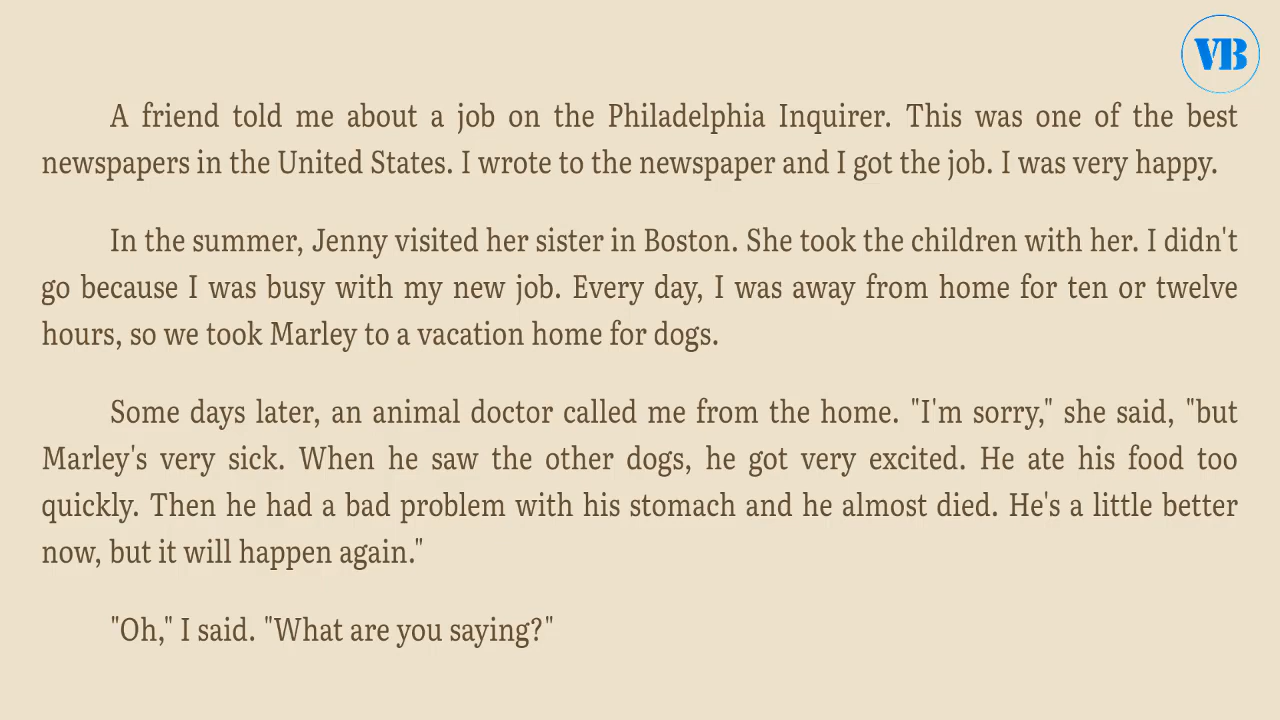 VB
A friend told me about a job on the Philadelphia Inquirer. This was one of the best
newspapers in the United States. I wrote to the newspaper and I got the job. I was very happy.
In the summer, Jenny visited her sister in Boston. She took the children with her. I didn't
go because I was busy with my new job. Every day, I was away from home for ten or twelve
hours, so we took Marley to a vacation home for dogs.
Some days later, an animal doctor called me from the home. "I'm sorry," she said, "but
Marley's very sick. When he saw the other dogs, he got very excited. He ate his food too
quickly. Then he had a bad problem with his stomach and he almost died. He's a little better
now, but it will happen again."
"Oh," I said. "What are you saying?"